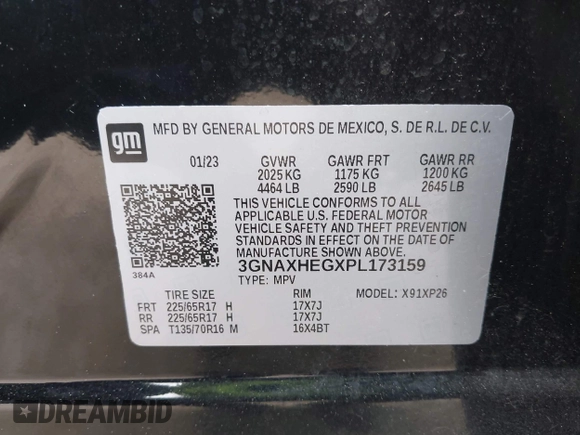 gm MFD BY GENERAL MOTORS DE MEXICO, S. DE R.L. DE C.V.
01/23 GVWR GAWR FRT GAWR RR
2025 KG 1175 KG 1200 KG
4464 LB 2590 LB 2645 LB
THIS VEHICLE CONFORMS TO ALL
APPLICABLE U.S. FEDERAL MOTOR
VEHICLE SAFETY AND THEFT PREVENTION
STANDARDS IN EFFECT ON THE DATE
OF MANUFACTURE SHOWN ABOVE.
384A 3GNAXHEGXPL173159
TYPE: MPV
TIRE SIZE RIM MODEL: X91XP26
FRT 225/65R17 H 17X7J
RR 225/65R17 H 17X7J
SPA T135/70R16 M 16X4BT
DREAMBID